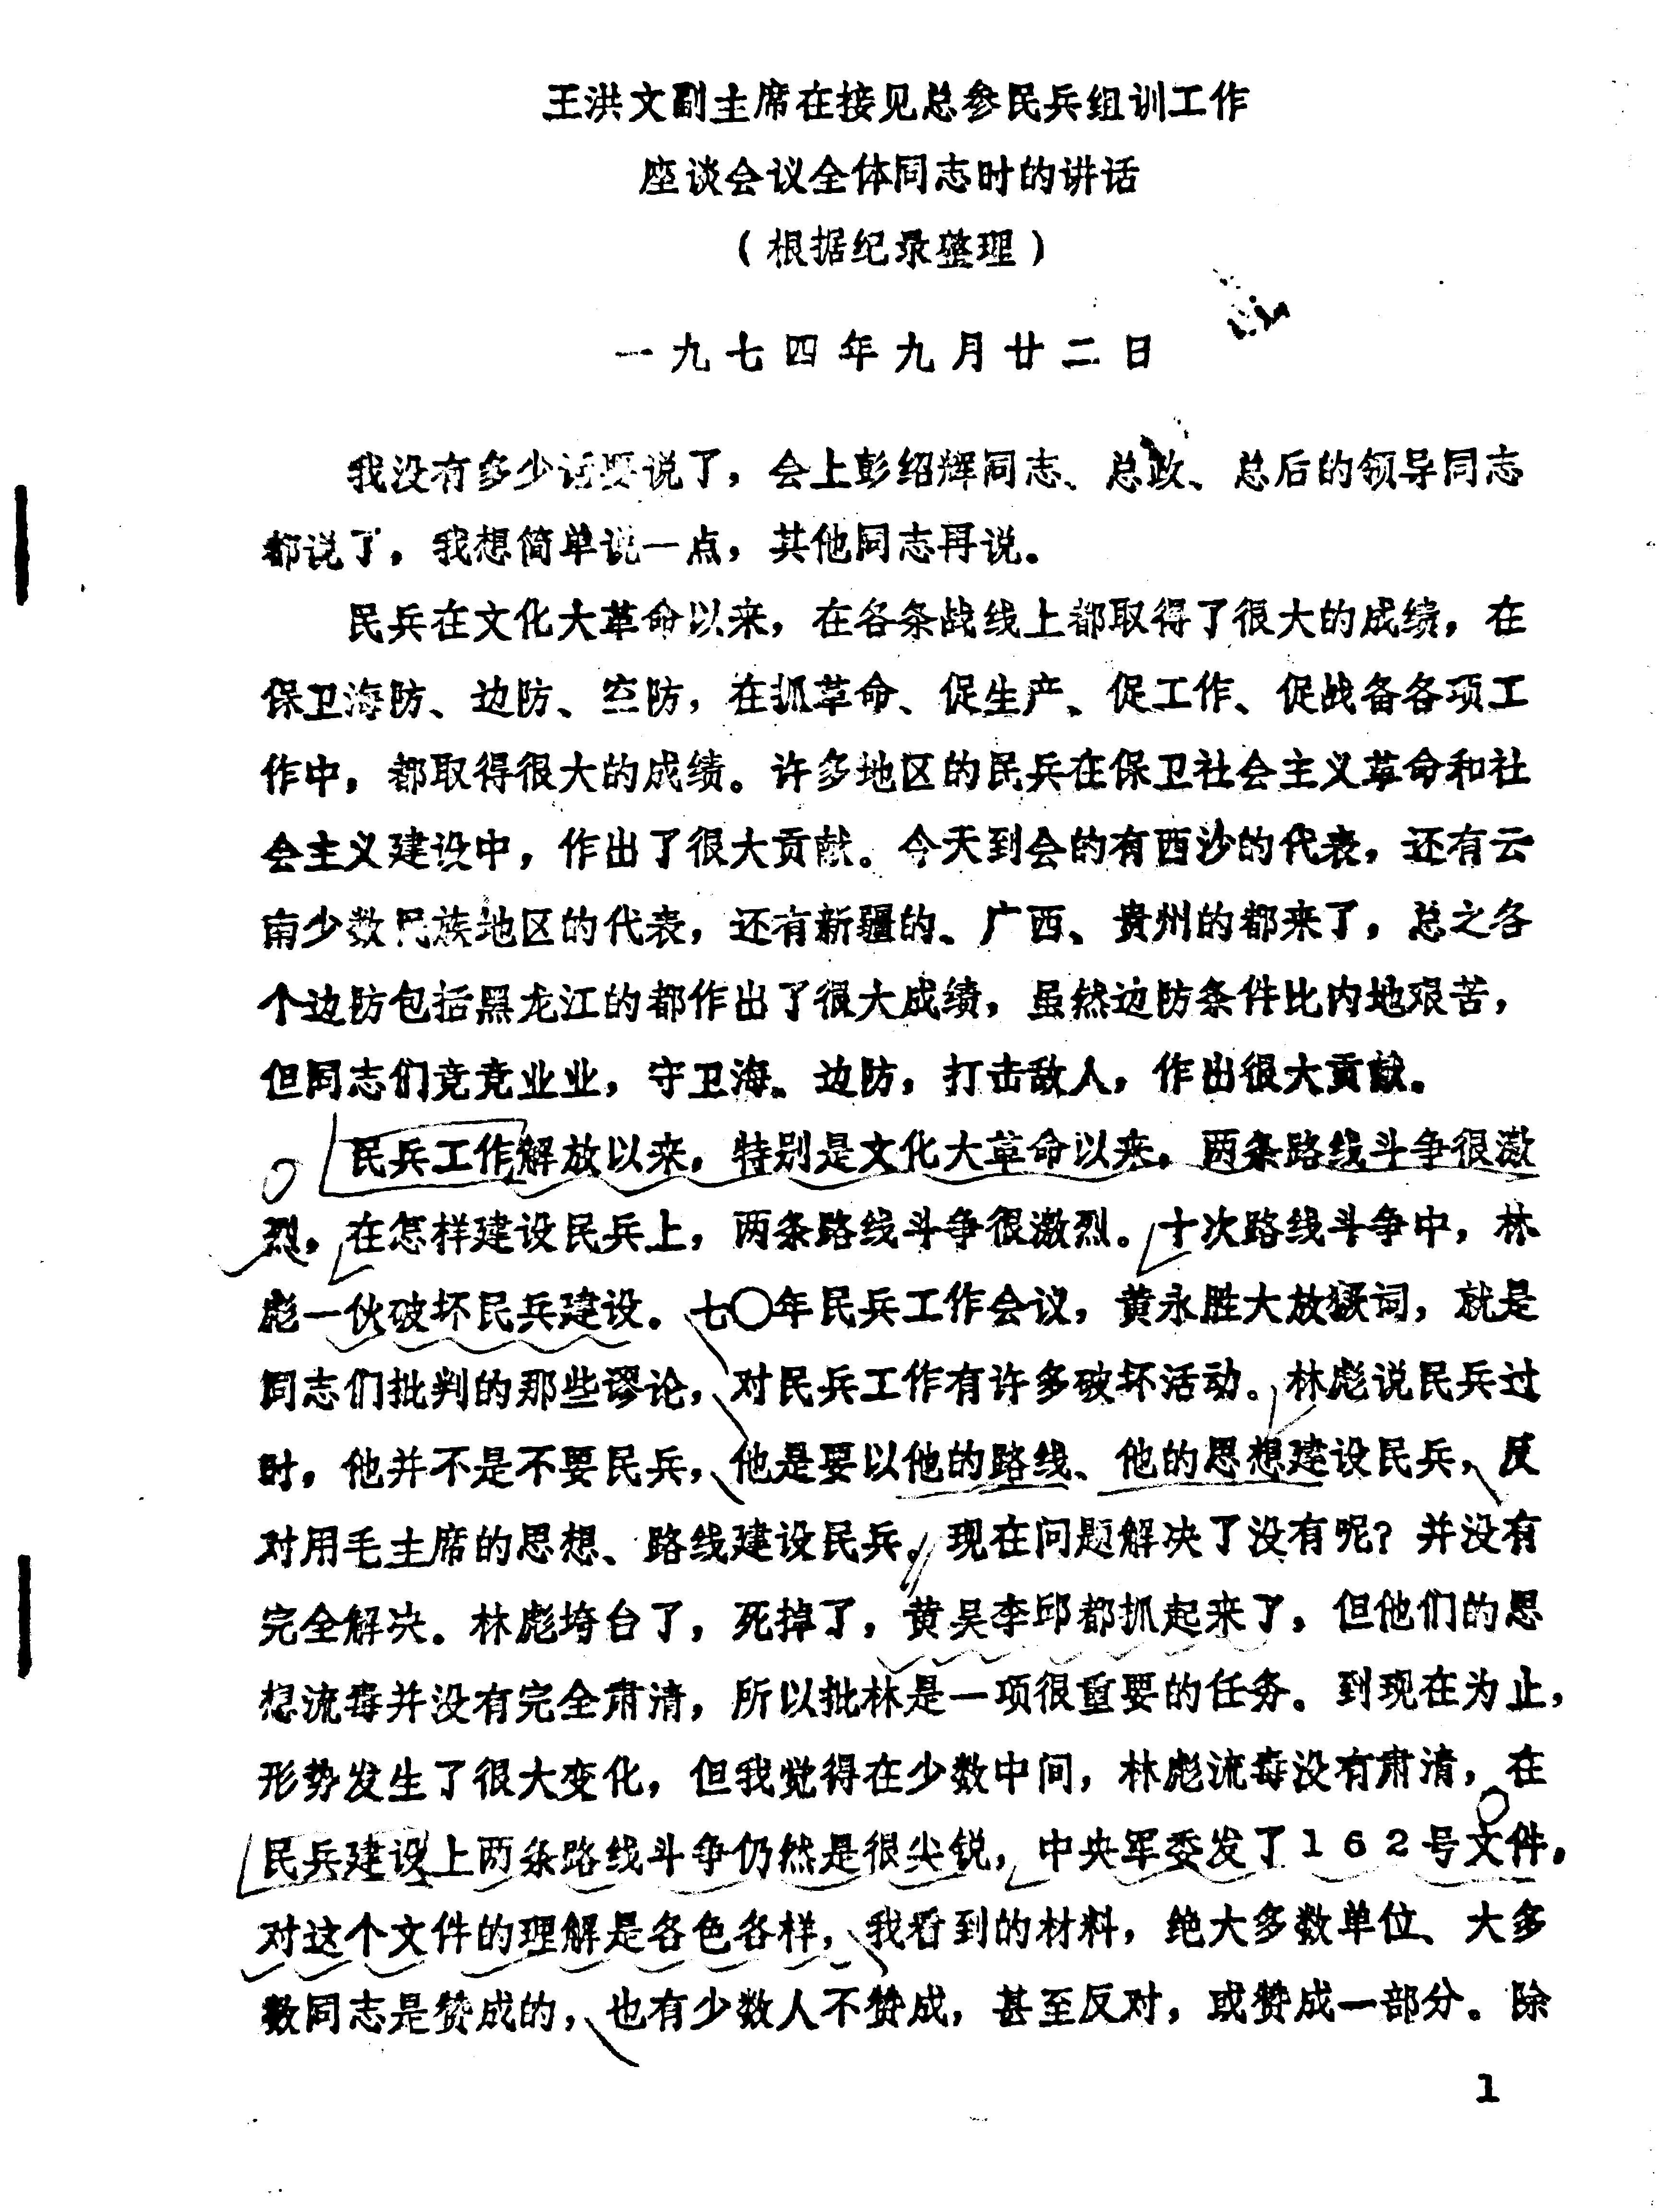 王洪文副主席在接见总参民兵组训工作
座谈会议全体同志时的讲话
（根据纪录整理）
一九七四年九月廿二日
我没有多少话要说了，会上彭绍辉同志、总政、总后的领导同志
都说了，我想简单说一点，其他同志再说。
民兵在文化大革命以来，在各条战线上都取得了很大的成绩，在
保卫海防、边防、空防，在抓革命、促生产、促工作、促战备各项工
作中，都取得很大的成绩。许多地区的民兵在保卫社会主义革命和社
会主义建设中，作出了很大贡献。今天到会的有西沙的代表，还有云
南少数民族地区的代表，还有新疆的、广西、贵州的都来了，总之各
个边防包括黑龙江的都作出了很大成绩，虽然边防条件比内地艰苦，
但同志们竞竞业业，守卫海、边防，打击敌人，作出很大贡献。
民兵工作解放以来，特别是文化大革命以来，两条路线斗争很激
烈，在怎样建设民兵上，两条路线斗争很激烈。十次路线斗争中，林
彪一伙破坏民兵建设。七〇年民兵工作会议，黄永胜大放厥词，就是
同志们批判的那些谬论，对民兵工作有许多破坏活动。林彪说民兵过
时，他并不是不要民兵，他是要以他的路线、他的思想建设民兵，反
对用毛主席的思想、路线建设民兵。现在问题解决了没有呢？并没有
完全解决。林彪垮台了，死掉了，黄吴李邱都抓起来了，但他们的思
想流毒并没有完全肃清，所以批林是一项很重要的任务。到现在为止，
形势发生了很大变化，但我觉得在少数中间，林彪流毒没有肃清，在
民兵建设上两条路线斗争仍然是很尖锐，中央军委发了162号文件，
对这个文件的理解是各色各样，我看到的材料，绝大多数单位、大多
数同志是赞成的，也有少数人不赞成，甚至反对，或赞成一部分。除
1